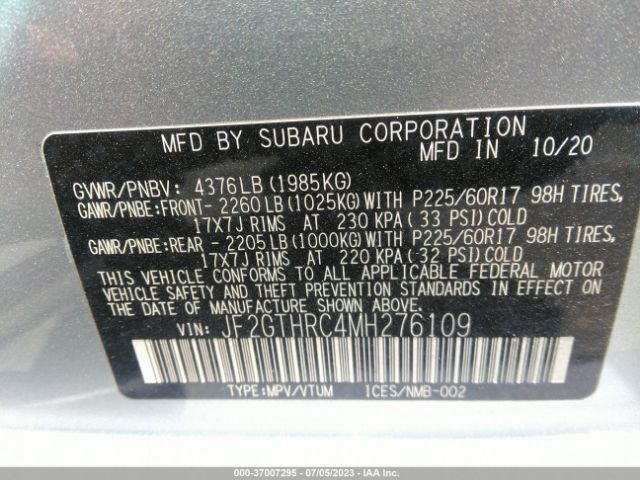 MFD BY SUBARU CORPORATION
MFD IN 10/20
GVWR/PNBV: 4376LB(1985KG)
GAWR/PNBE:FRONT- 2260LB(1025KG)WITH P225/60R17 98H TIRES,
17X7J RIMS AT 230 KPA(33 PSI)COLD
GAWR/PNBE:REAR - 2205LB(1000KG)WITH P225/60R17 98H TIRES,
17X7J RIMS AT 220 KPA(32 PSI)COLD
THIS VEHICLE CONFORMS TO ALL APPLICABLE FEDERAL MOTOR
VEHICLE SAFETY AND THEFT PREVENTION STANDARDS IN EFFECT ON
THE DATE OF MANUFACTURE SHOWN ABOVE.
VIN: JF2GTHRC4MH276109
TYPE:MPV/VTUM ICES/NMB-002
000-37007295 - 07/05/2023 - IAA Inc.